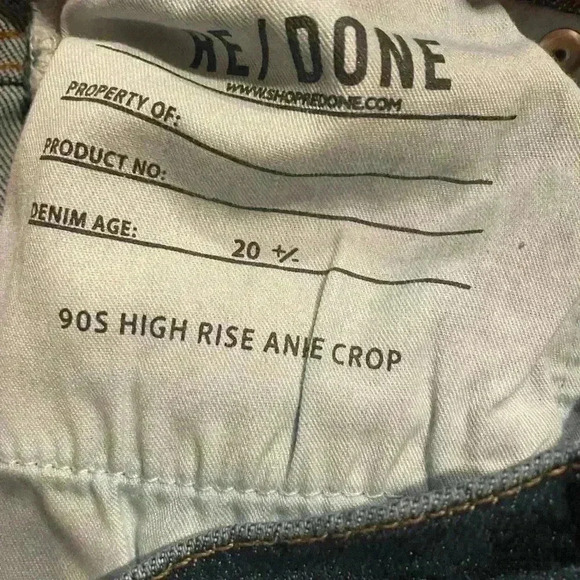 RE/DONE
WWW.SHOPREDONE.COM
PROPERTY OF:
PRODUCT NO:
DENIM AGE: 20 +/-
90S HIGH RISE ANIE CROP